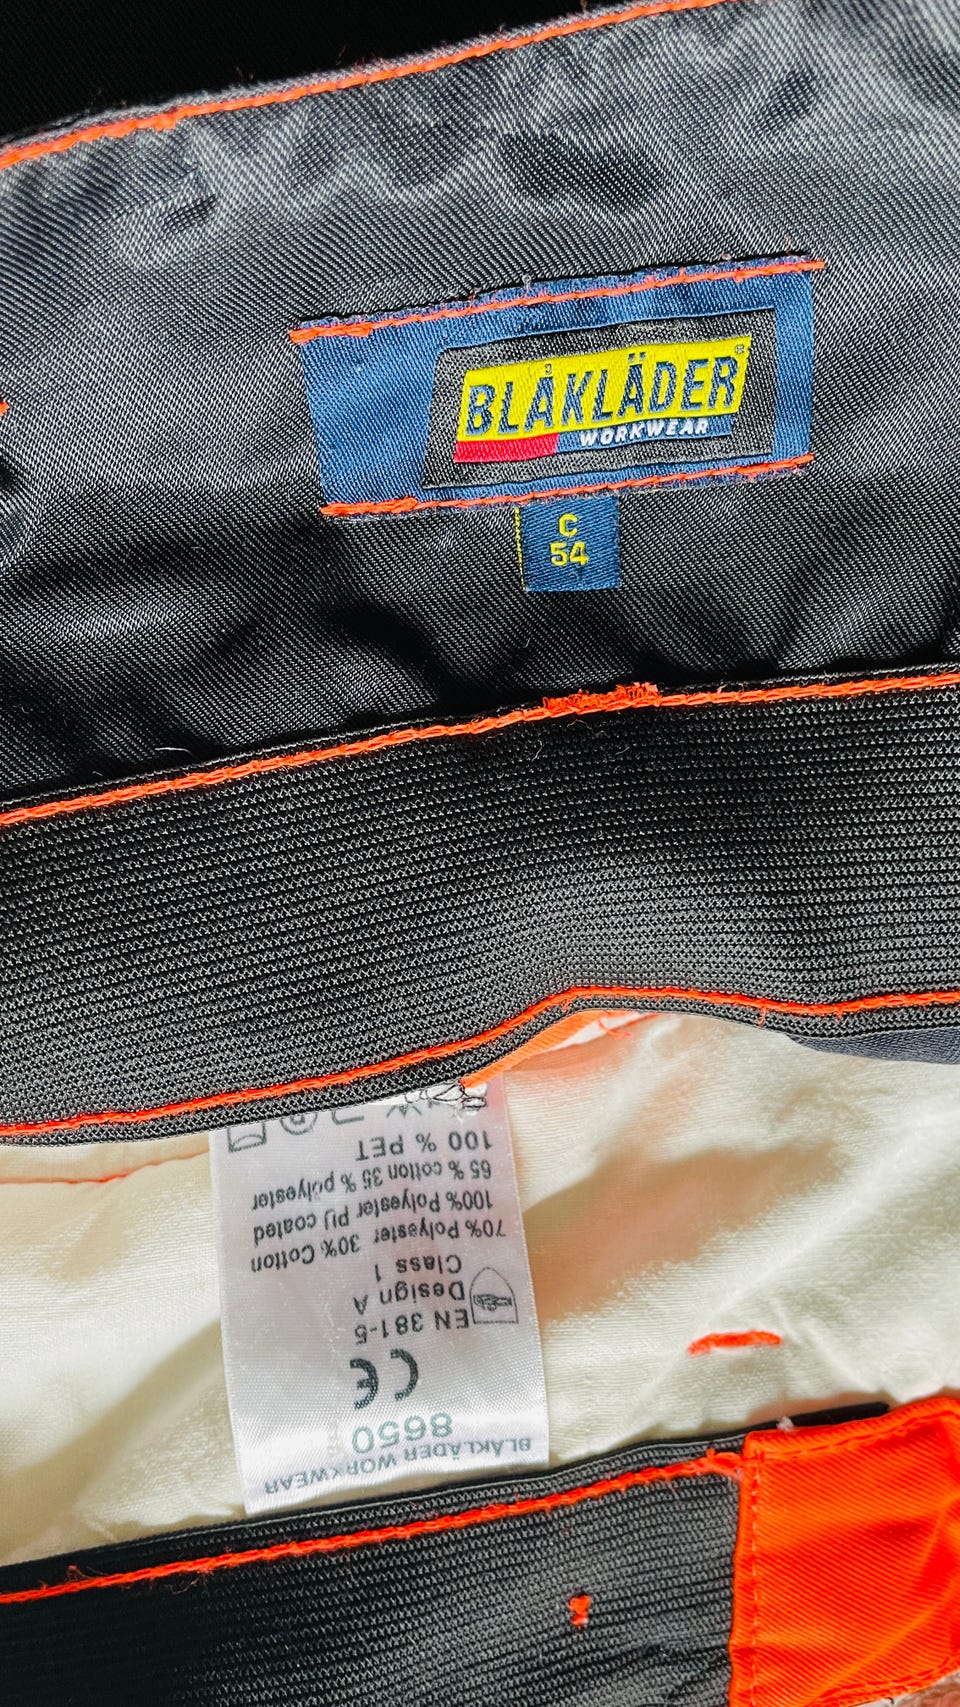 BLÅKLÄDER®
WORKWEAR
C
54
BLÅKLÄDER WORKWEAR
8650
CE
EN 381-5
Design A
Class 1
70% Polyester 30% Cotton
100% Polyester PU coated
65 % cotton 35 % polyester
100 % PET